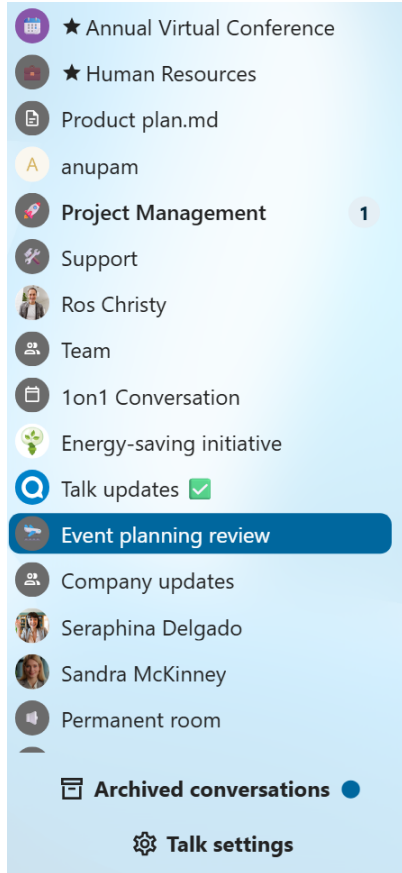 ★ Annual Virtual Conference
★ Human Resources
Product plan.md
A anupam
Project Management 1
Support
Ros Christy
Team
1on1 Conversation
Energy-saving initiative
Talk updates ✅
Event planning review
Company updates
Seraphina Delgado
Sandra McKinney
Permanent room
Archived conversations
Talk settings